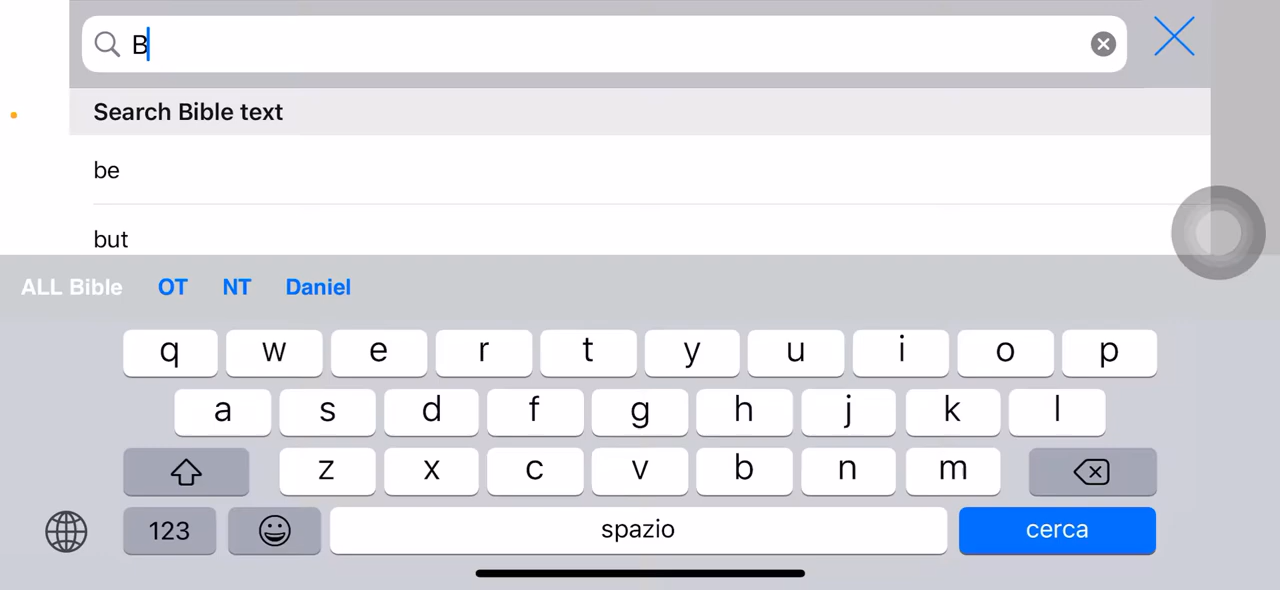 B
Search Bible text
be
but
ALL Bible OT NT Daniel
q w e r t y u i o p
a s d f g h j k l
z x c v b n m
123 spazio cerca